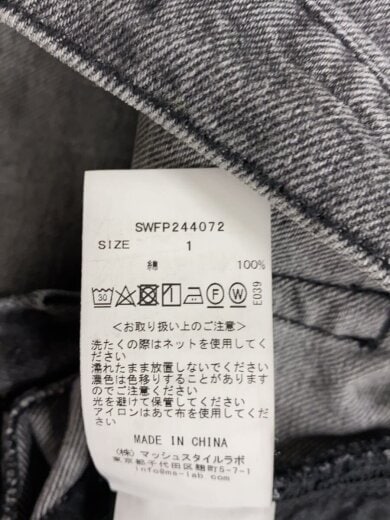 SWFP244072
SIZE 1
綿 100%
30 F W E039
<お取り扱い上のご注意>
洗たくの際はネットを使用してく
ださい
濡れたまま放置しないでください
濃色は色移りすることがあります
のでご注意ください
光を避けて保管してください
アイロンはあて布を使用してくだ
さい
MADE IN CHINA
(株) マッシュスタイルラボ
東京都千代田区麹町5-7-1
info@ms-lab.com